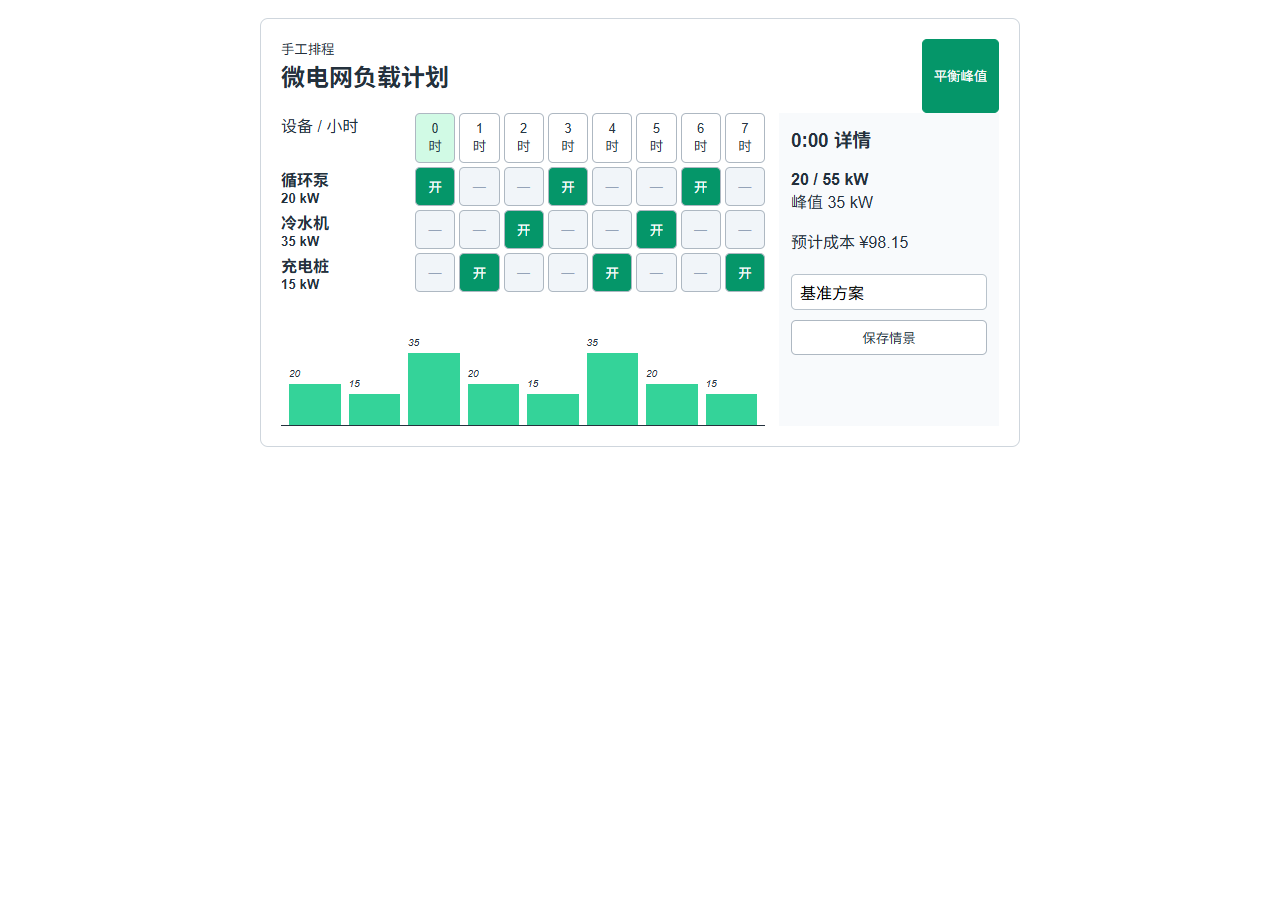 手工排程
微电网负载计划
平衡峰值
设备 / 小时
0 时
1 时
2 时
3 时
4 时
5 时
6 时
7 时
循环泵
20 kW
开 — — 开 — — 开 —
冷水机
35 kW
— — 开 — — 开 — —
充电桩
15 kW
— 开 — — 开 — — 开
20 15 35 20 15 35 20 15
0:00 详情
20 / 55 kW
峰值 35 kW
预计成本 ¥98.15
基准方案
保存情景